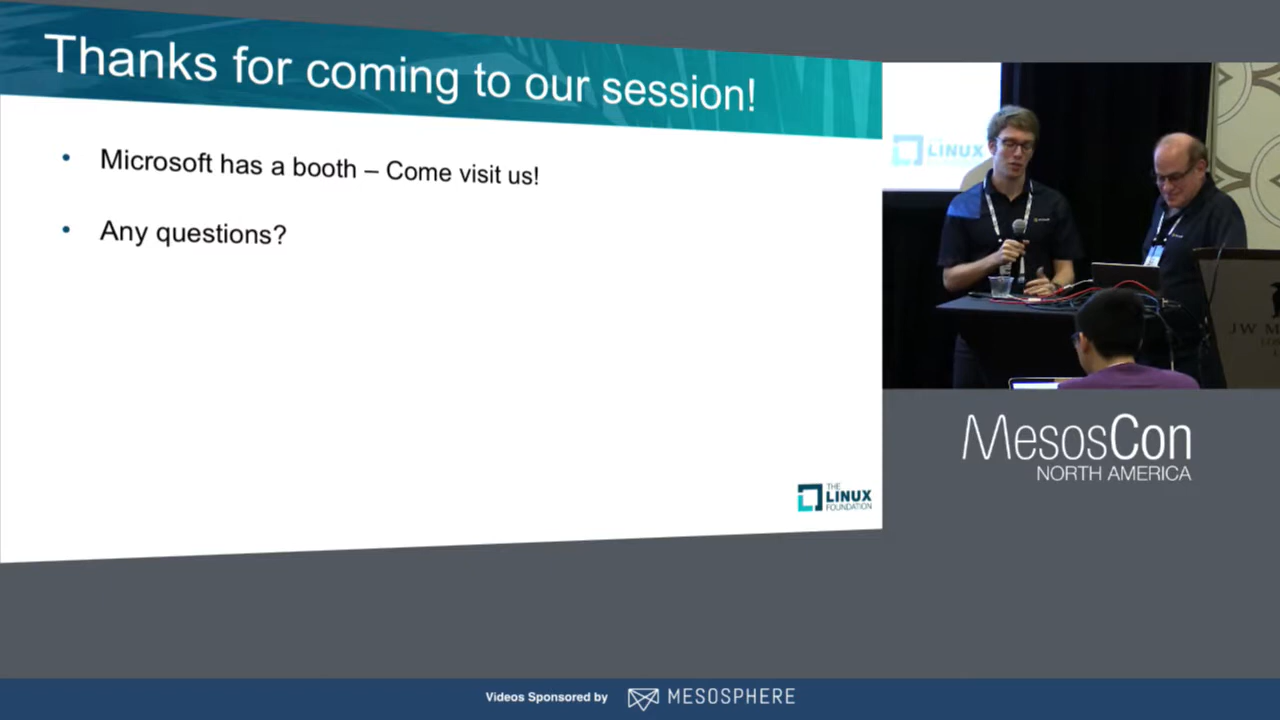 Thanks for coming to our session!
• Microsoft has a booth – Come visit us!
• Any questions?
THE
LINUX
FOUNDATION
LINUX
JW M
MesosCon
NORTH AMERICA
Videos Sponsored by MESOSPHERE